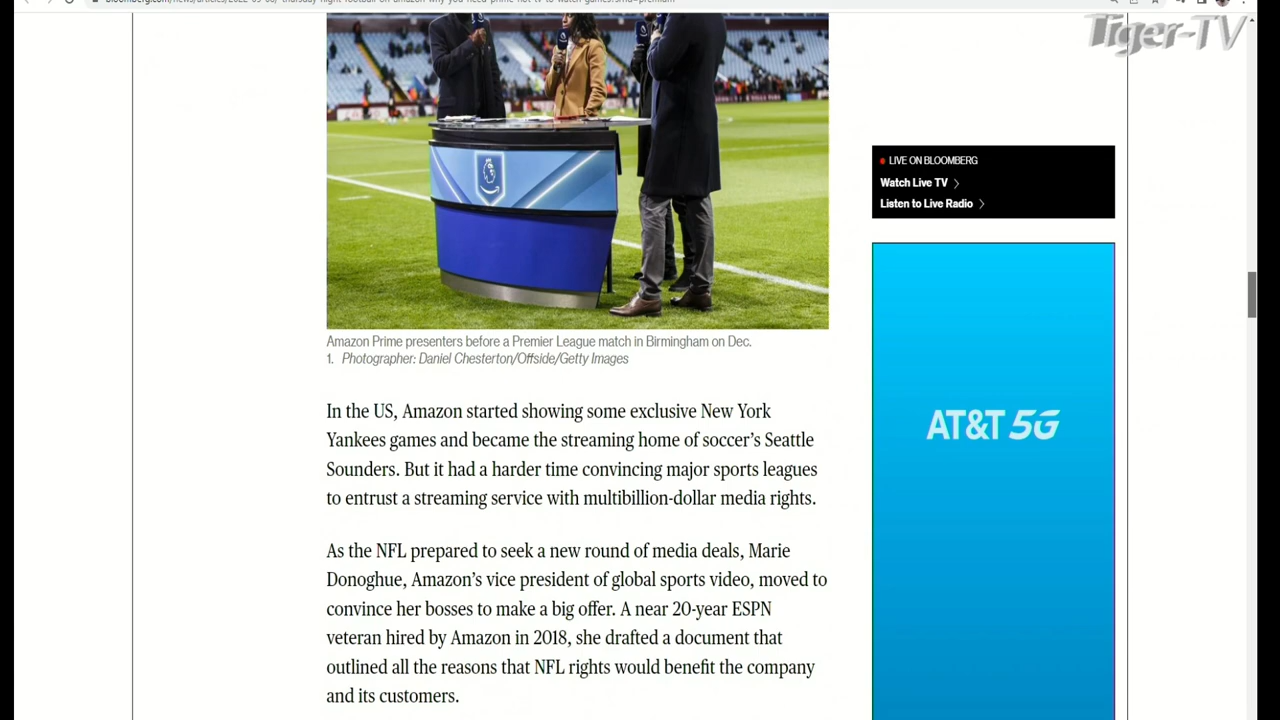 Tiger-TV
LIVE ON BLOOMBERG
Watch Live TV
Listen to Live Radio
Amazon Prime presenters before a Premier League match in Birmingham on Dec.
1. Photographer: Daniel Chesterton/Offside/Getty Images
In the US, Amazon started showing some exclusive New York
Yankees games and became the streaming home of soccer’s Seattle
Sounders. But it had a harder time convincing major sports leagues
to entrust a streaming service with multibillion-dollar media rights.
As the NFL prepared to seek a new round of media deals, Marie
Donoghue, Amazon’s vice president of global sports video, moved to
convince her bosses to make a big offer. A near 20-year ESPN
veteran hired by Amazon in 2018, she drafted a document that
outlined all the reasons that NFL rights would benefit the company
and its customers.
AT&T 5G